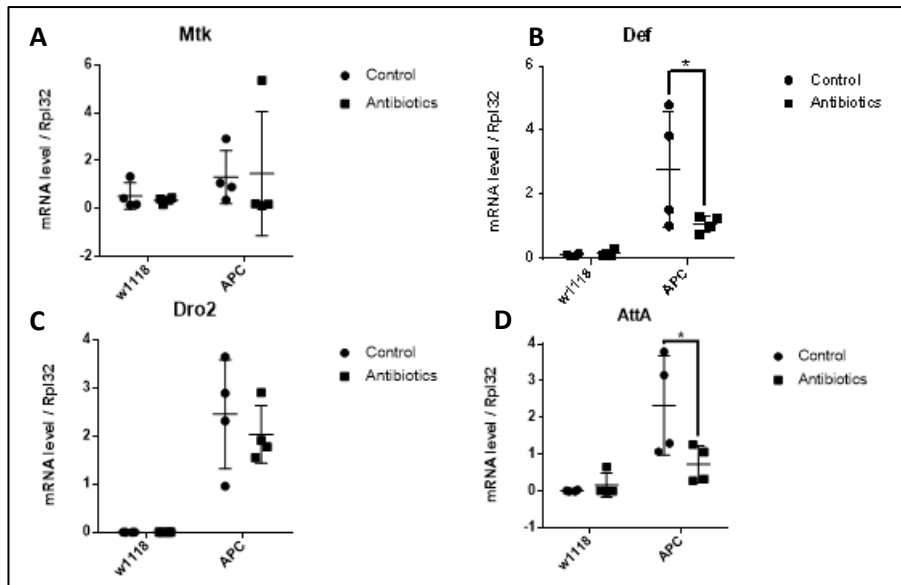 A
Mtk
mRNA level / Rpl32
6
4
2
0
-2
w1118
APC
Control
Antibiotics
B
Def
*
mRNA level / Rpl32
6
4
2
0
w1118
APC
Control
Antibiotics
C
Dro2
mRNA level / Rpl32
4
3
2
1
0
w1118
APC
Control
Antibiotics
D
AttA
*
mRNA level / Rpl32
4
3
2
1
0
-1
w1118
APC
Control
Antibiotics